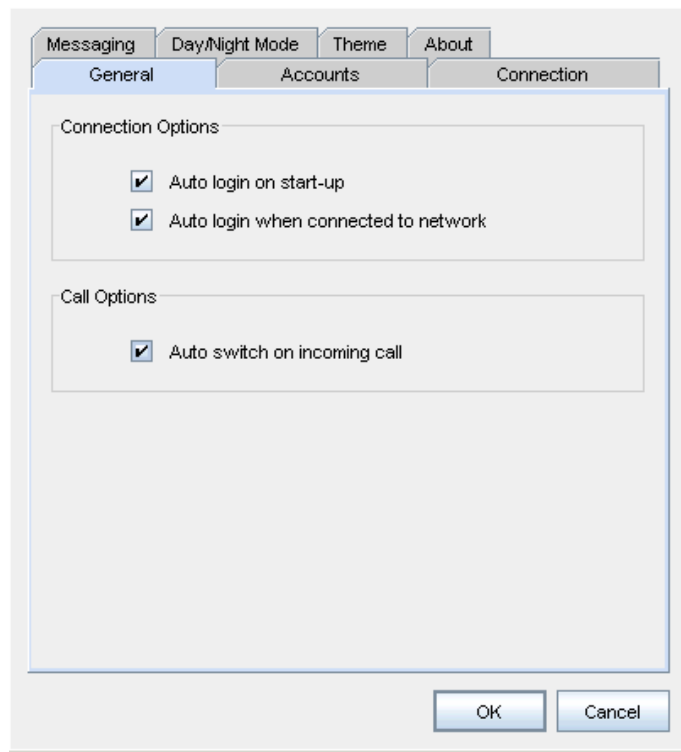 Messaging Day/Night Mode Theme About
General Accounts Connection
Connection Options
Auto login on start-up
Auto login when connected to network
Call Options
Auto switch on incoming call
OK Cancel